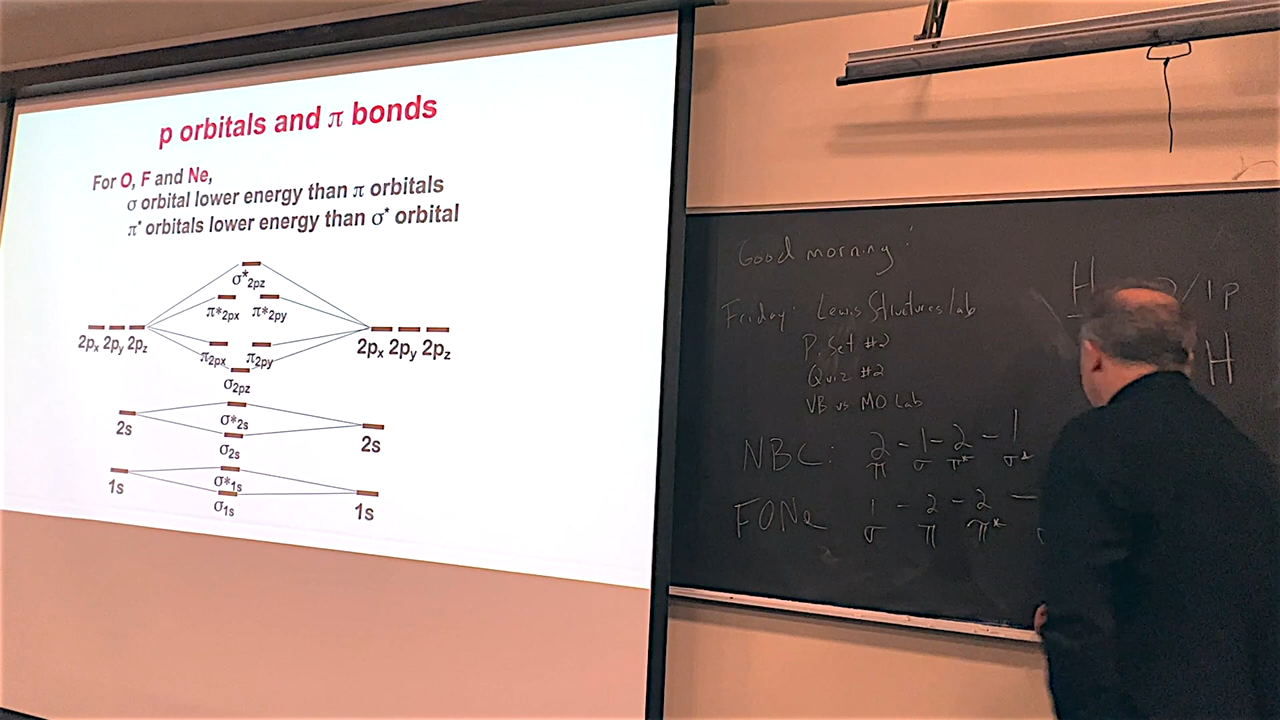 p orbitals and π bonds
For O, F and Ne,
σ orbital lower energy than π orbitals
π* orbitals lower energy than σ* orbital
σ*2pz
π*2px π*2py
2px 2py 2pz
2px 2py 2pz
π2px π2py
σ2pz
σ*2s
2s
2s
σ2s
σ*1s
1s
1s
σ1s
Good morning!
Friday: Lewis Structures lab
P. Set #2
Quiz #2
VB vs MO Lab
NBC: 2 - 1 - 2 - 1
π σ π* σ*
FONe 1 - 2 - 2 -
σ π π*
H
/ 1p
H